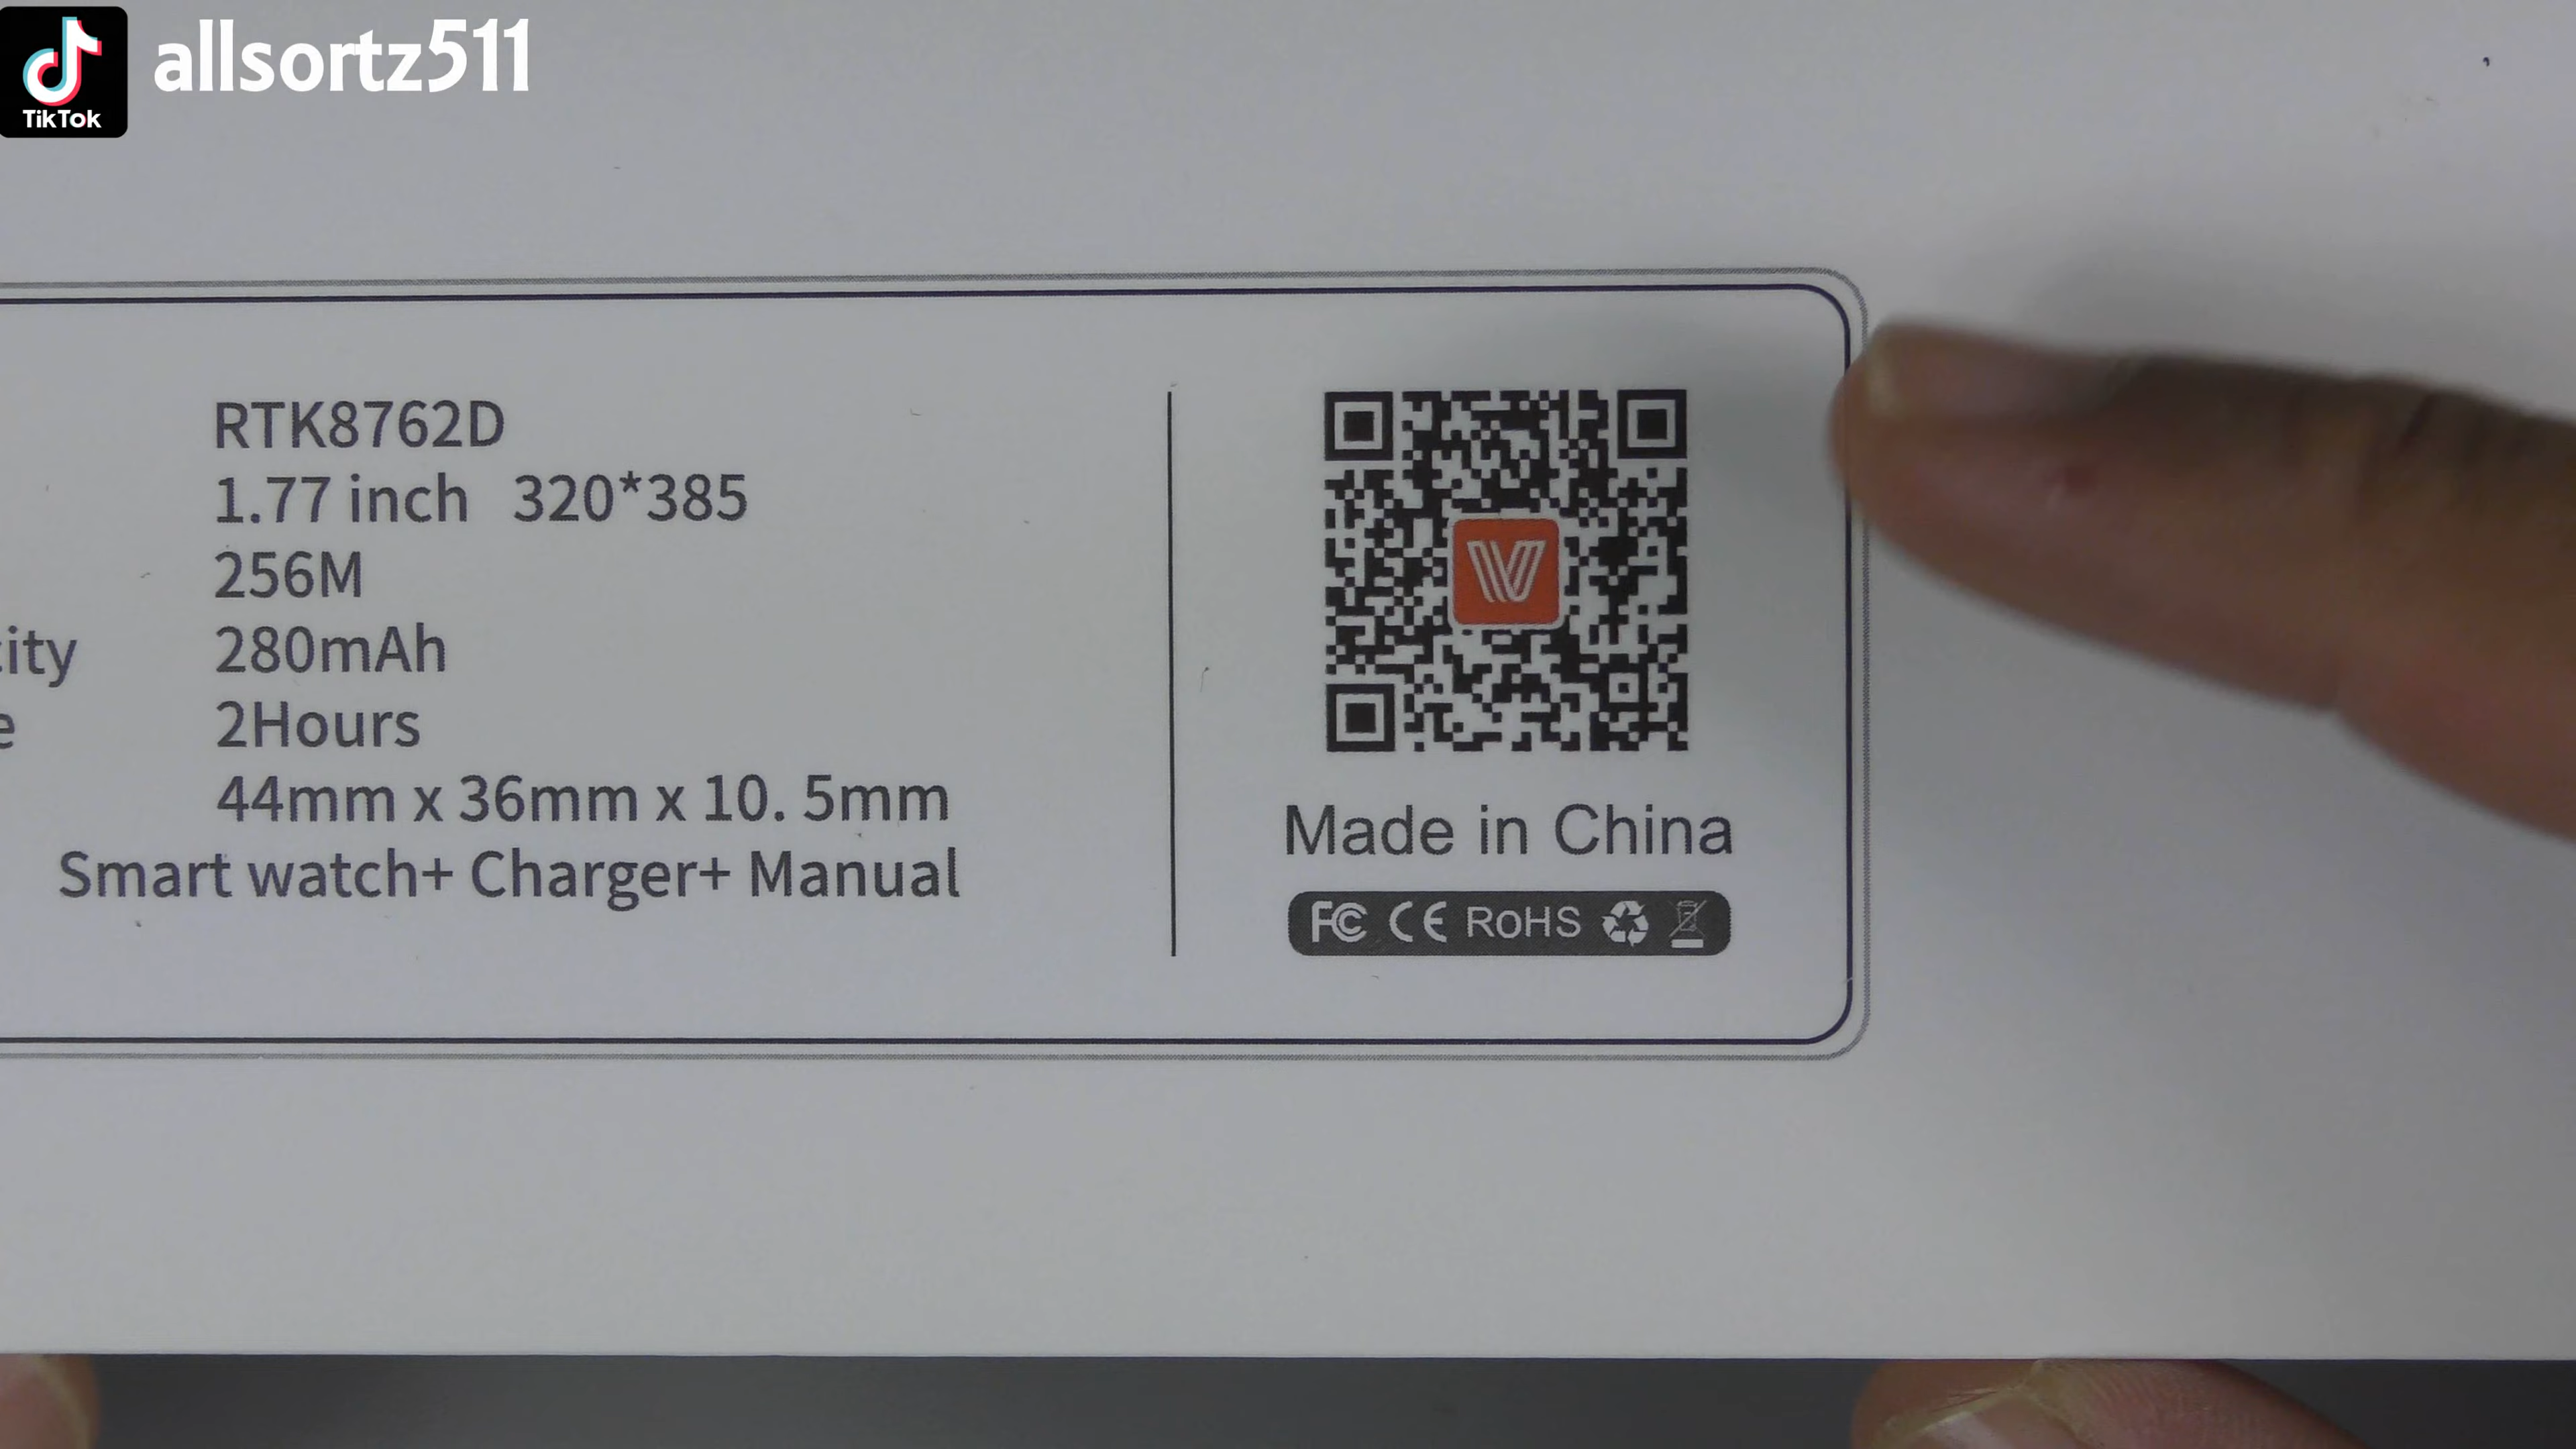 TikTok
allsortz511
RTK8762D
1.77 inch 320*385
256M
city 280mAh
e 2Hours
44mm x 36mm x 10. 5mm
Smart watch+ Charger+ Manual
Made in China
FC CE RoHS